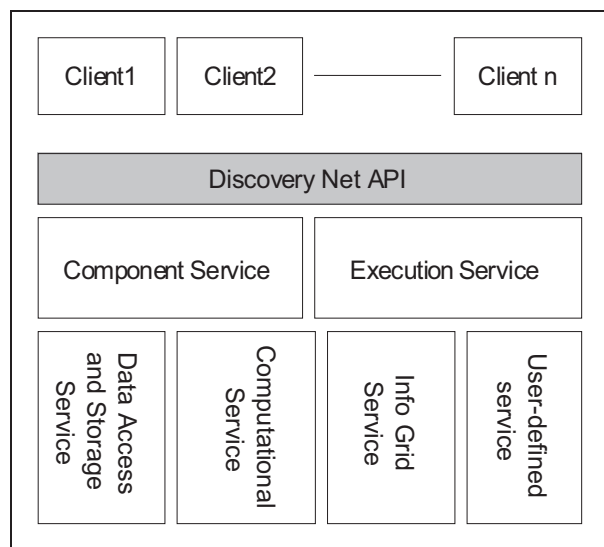 Client1
Client2
Client n
Discovery Net API
Component Service
Execution Service
Data Access
and Storage
Service
Computational
Service
Info Grid
Service
User-defined
service